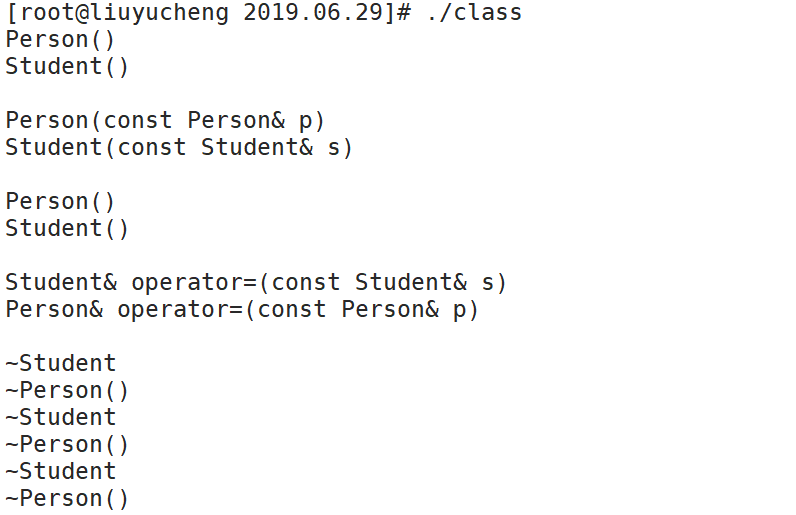 [root@liuyucheng 2019.06.29]# ./class
Person()
Student()
Person(const Person& p)
Student(const Student& s)
Person()
Student()
Student& operator=(const Student& s)
Person& operator=(const Person& p)
~Student
~Person()
~Student
~Person()
~Student
~Person()